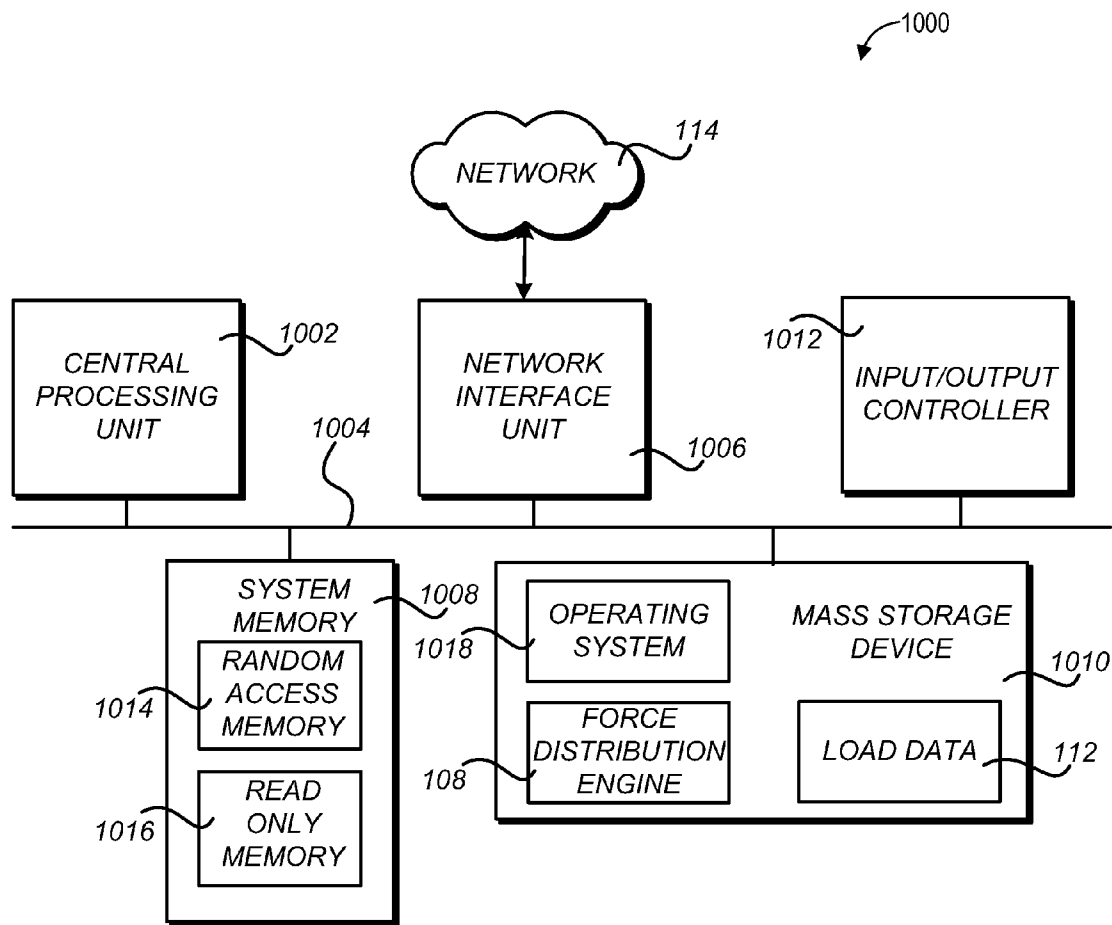 1000
NETWORK
114
CENTRAL
PROCESSING
UNIT
1002
NETWORK
INTERFACE
UNIT
1006
1012
INPUT/OUTPUT
CONTROLLER
1004
SYSTEM
MEMORY
1008
RANDOM
ACCESS
MEMORY
1014
READ
ONLY
MEMORY
1016
OPERATING
SYSTEM
1018
MASS STORAGE
DEVICE
1010
FORCE
DISTRIBUTION
ENGINE
108
LOAD DATA
112